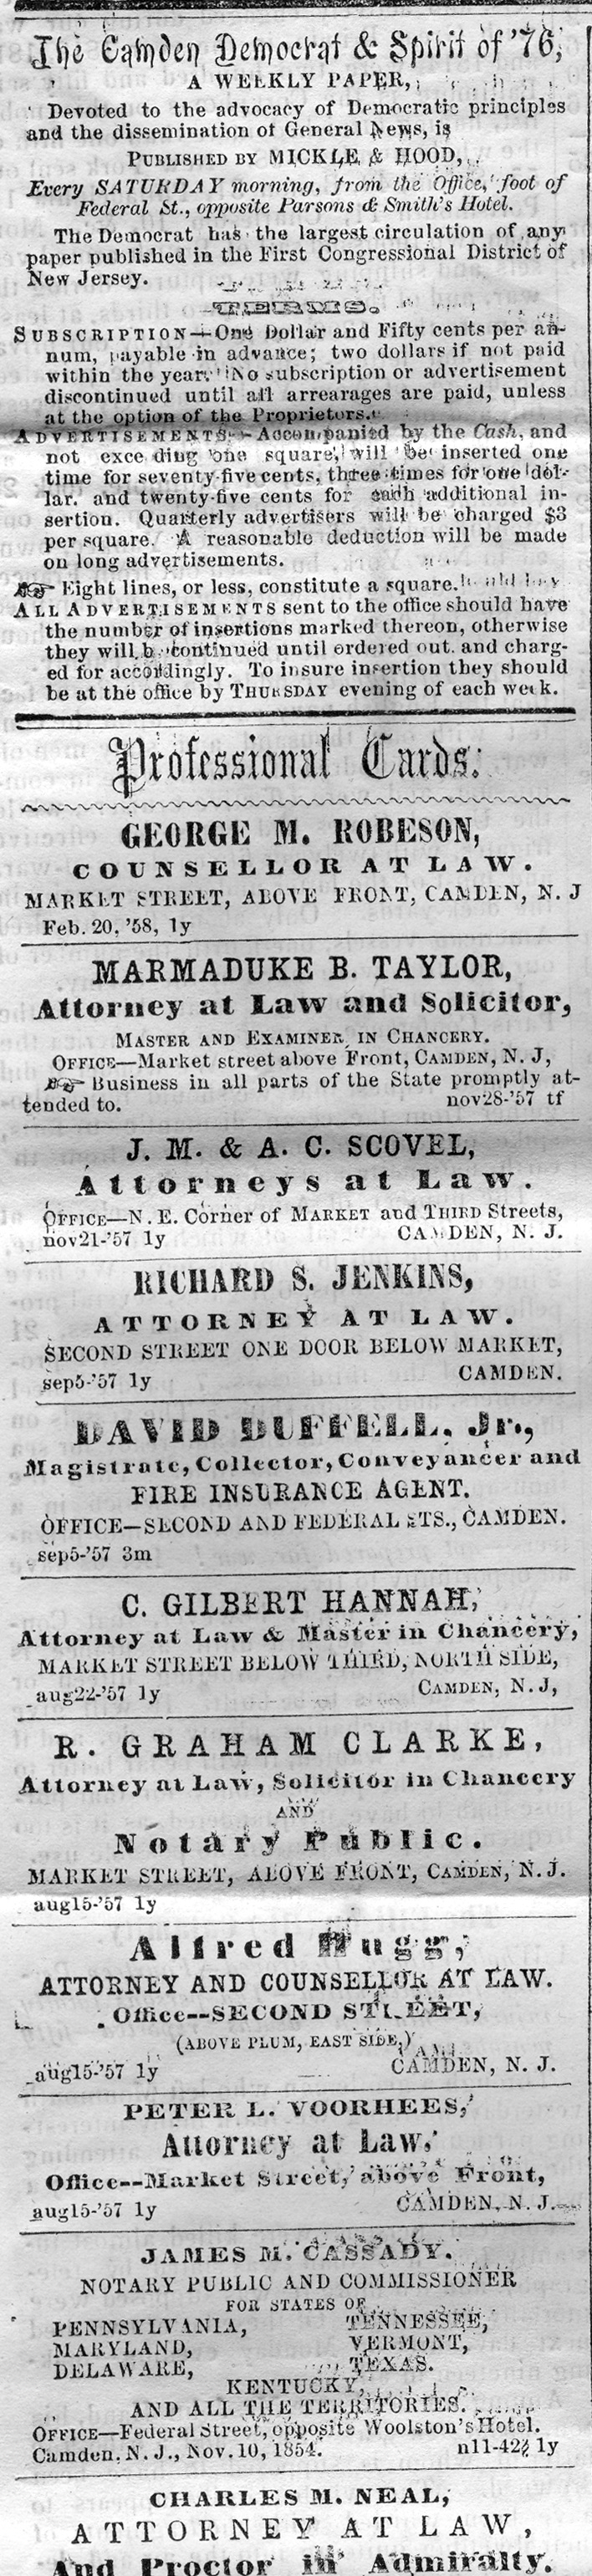 The Camden Democrat & Spirit of '76,
A WEEKLY PAPER,
Devoted to the advocacy of Democratic principles
and the dissemination of General News, is
PUBLISHED BY MICKLE & HOOD,
Every SATURDAY morning, from the Office, foot of
Federal St., opposite Parsons & Smith's Hotel.
The Democrat has the largest circulation of any
paper published in the First Congressional District of
New Jersey.
TERMS.
SUBSCRIPTION—One Dollar and Fifty cents per an-
num, payable in advance; two dollars if not paid
within the year. No subscription or advertisement
discontinued until all arrearages are paid, unless
at the option of the Proprietors.
ADVERTISEMENTS—Accompanied by the Cash, and
not exceeding one square, will be inserted one
time for seventy-five cents, three times for one dol-
lar. and twenty-five cents for each additional in-
sertion. Quarterly advertisers will be charged $3
per square. A reasonable deduction will be made
on long advertisements.
☞ Eight lines, or less, constitute a square.
ALL ADVERTISEMENTS sent to the office should have
the number of insertions marked thereon, otherwise
they will be continued until ordered out. and charg-
ed for accordingly. To insure insertion they should
be at the office by THURSDAY evening of each week.
Professional Cards.
GEORGE M. ROBESON,
COUNSELLOR AT LAW.
MARKET STREET, ABOVE FRONT, CAMDEN, N. J
Feb. 20, '58, 1y
MARMADUKE B. TAYLOR,
Attorney at Law and Solicitor,
MASTER AND EXAMINER, IN CHANCERY.
OFFICE—Market street above Front, CAMDEN, N. J,
☞ Business in all parts of the State promptly at-
tended to. nov28-'57 tf
J. M. & A. C. SCOVEL,
Attorneys at Law.
OFFICE—N. E. Corner of MARKET and THIRD Streets,
nov21-'57 1y CAMDEN, N. J.
RICHARD S. JENKINS,
ATTORNEY AT LAW.
SECOND STREET ONE DOOR BELOW MARKET,
sep5-'57 1y CAMDEN.
DAVID DUFFELL, Jr.,
Magistrate, Collector, Conveyancer and
FIRE INSURANCE AGENT.
OFFICE—SECOND AND FEDERAL STS., CAMDEN.
sep5-'57 3m
C. GILBERT HANNAH,
Attorney at Law & Master in Chancery,
MARKET STREET BELOW THIRD, NORTH SIDE,
aug22-'57 1y CAMDEN, N. J,
R. GRAHAM CLARKE,
Attorney at Law, Solicitor in Chancery
AND
Notary Public.
MARKET STREET, ABOVE FRONT, CAMDEN, N. J.
aug15-'57 1y
Alfred Hugg,
ATTORNEY AND COUNSELLOR AT LAW.
Office--SECOND STREET,
(ABOVE PLUM, EAST SIDE,)
aug15-'57 1y CAMDEN, N. J.
PETER L. VOORHEES,
Attorney at Law,
Office--Market Street, above Front,
aug15-'57 1y CAMDEN, N. J.
JAMES M. CASSADY.
NOTARY PUBLIC AND COMMISSIONER
FOR STATES OF
PENNSYLVANIA, TENNESSEE,
MARYLAND, VERMONT,
DELAWARE, TEXAS.
KENTUCKY,
AND ALL THE TERRITORIES.
OFFICE—Federal Street, opposite Woolston's Hotel.
Camden, N. J., Nov. 10, 1854. n11-42½ 1y
CHARLES M. NEAL,
ATTORNEY AT LAW,
And Proctor in Admiralty.